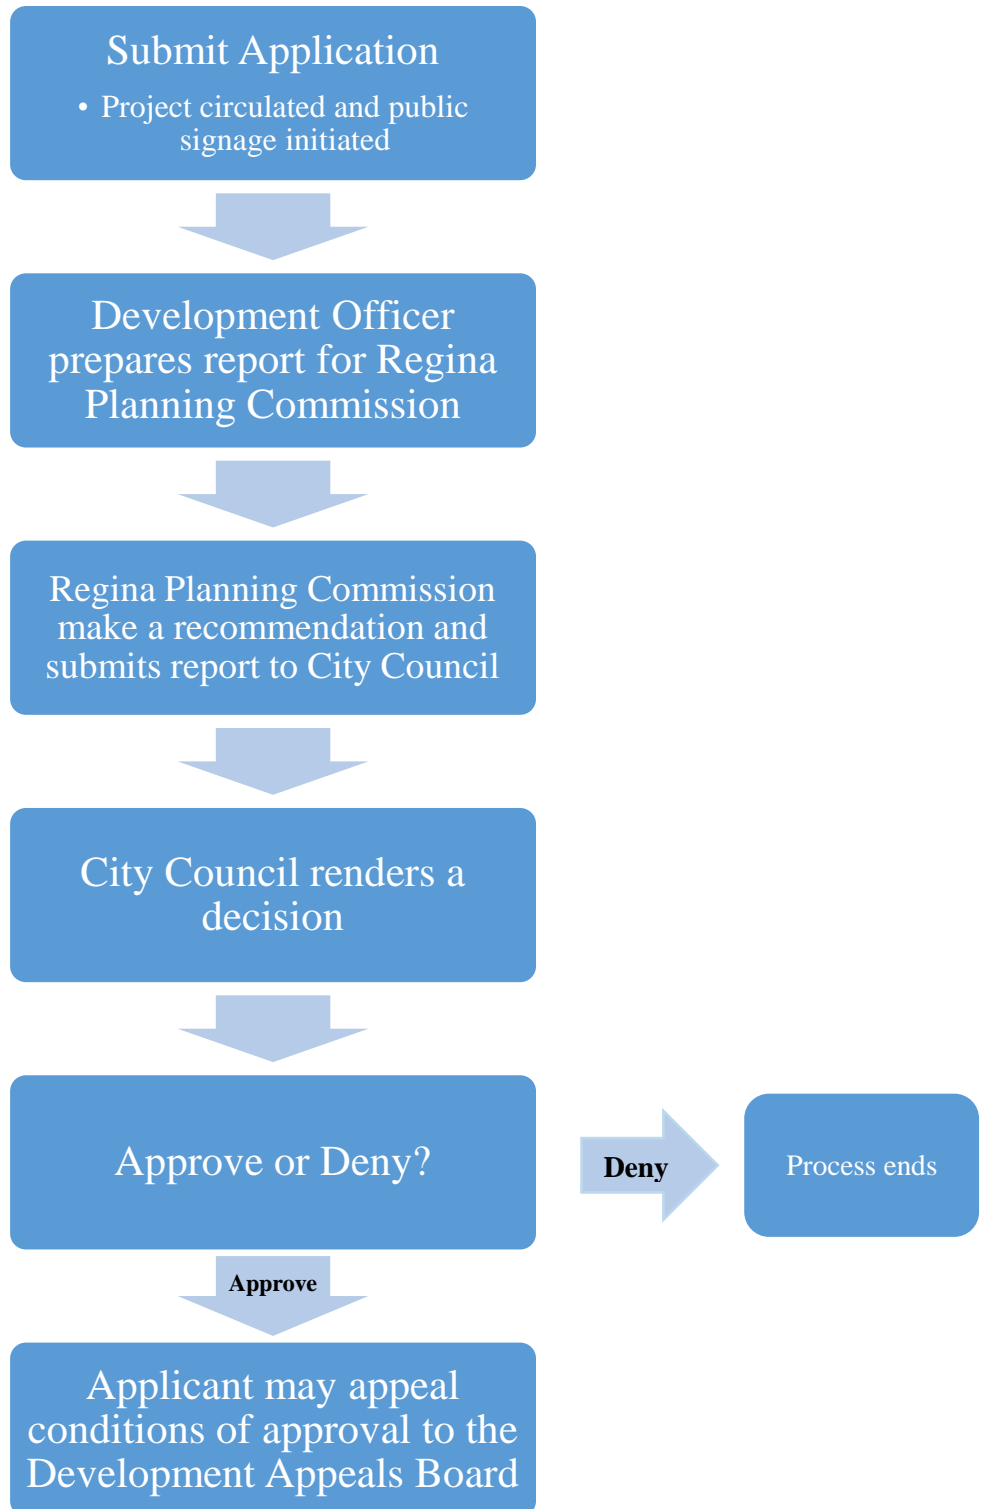 Submit Application
• Project circulated and public
signage initiated
Development Officer
prepares report for Regina
Planning Commission
Regina Planning Commission
make a recommendation and
submits report to City Council
City Council renders a
decision
Approve or Deny?
Deny
Process ends
Approve
Applicant may appeal
conditions of approval to the
Development Appeals Board